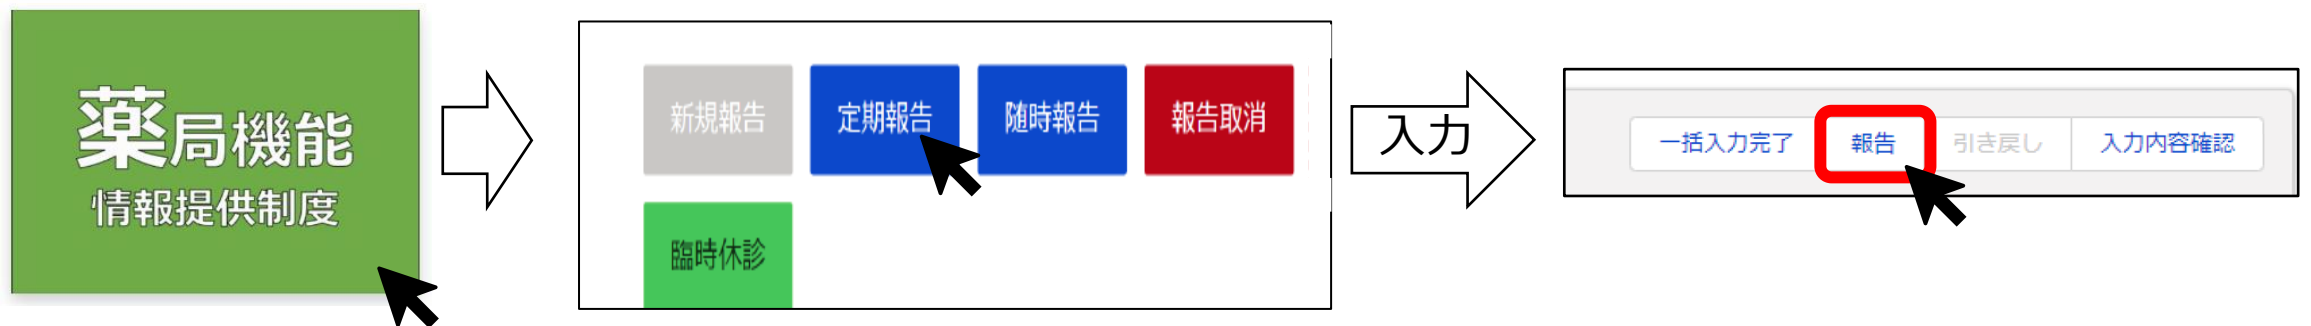 薬局機能
情報提供制度
新規報告
定期報告
随時報告
報告取消
臨時休診
入力
一括入力完了
報告
引き戻し
入力内容確認